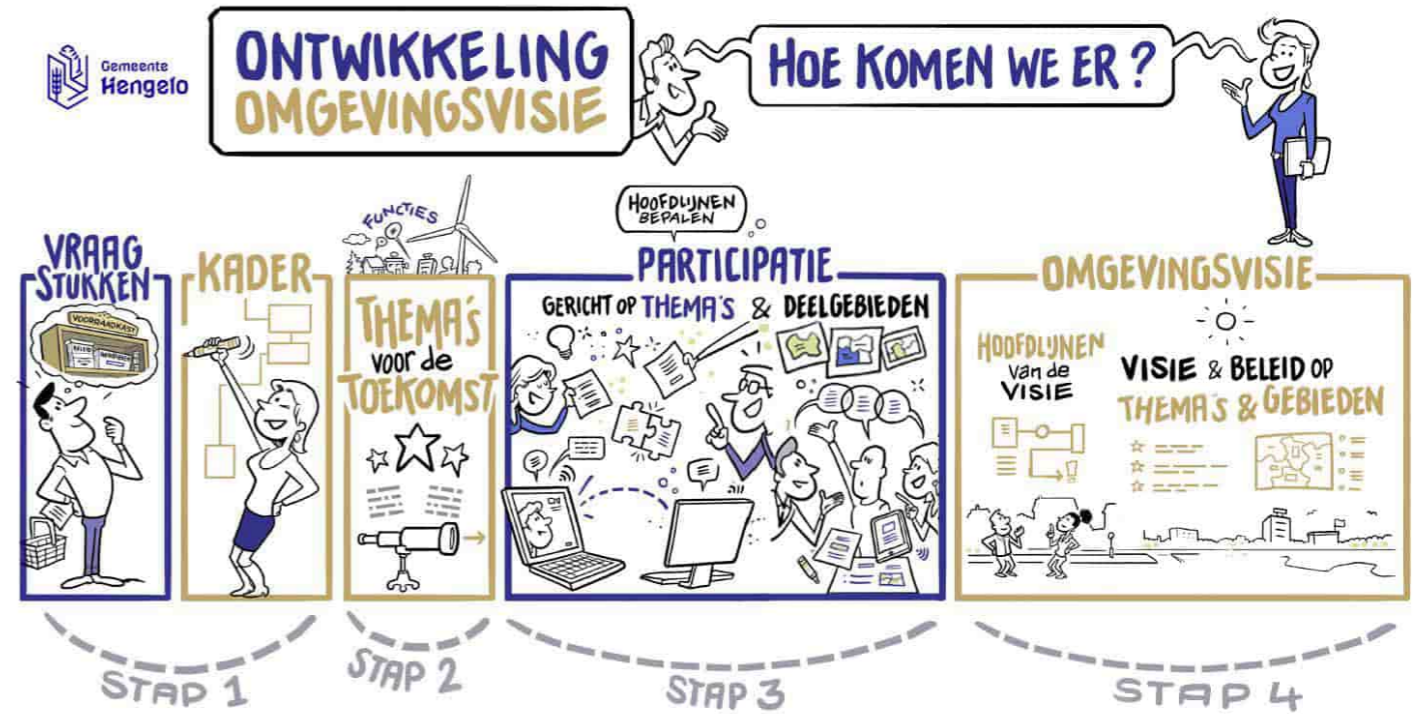 Gemeente
Hengelo
ONTWIKKELING
OMGEVINGSVISIE
HOE KOMEN WE ER?
VRAAG
STUKKEN
VOORRAADKAST
BELEID
KADER
FUNCTIES
THEMA'S
voor de
TOEKOMST
HOOFDLIJNEN
BEPALEN
PARTICIPATIE
GERICHT OP THEMA'S & DEELGEBIEDEN
OMGEVINGSVISIE
HOOFDLIJNEN
van de
VISIE
VISIE & BELEID OP
THEMA'S & GEBIEDEN
STAP 1
STAP 2
STAP 3
STAP 4